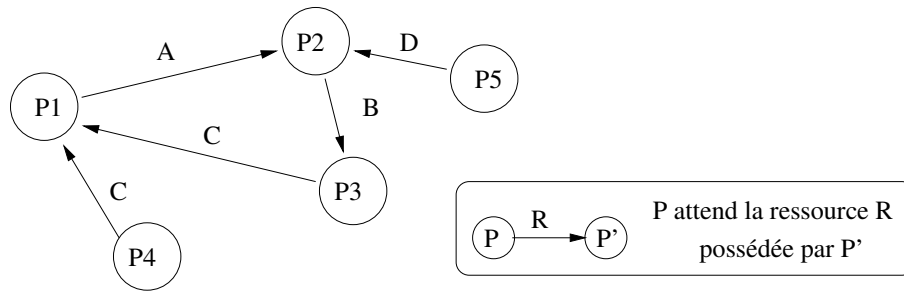 A
P2
D
P5
P1
B
C
P3
C
P4
P
R
P'
P attend la ressource R
possédée par P'